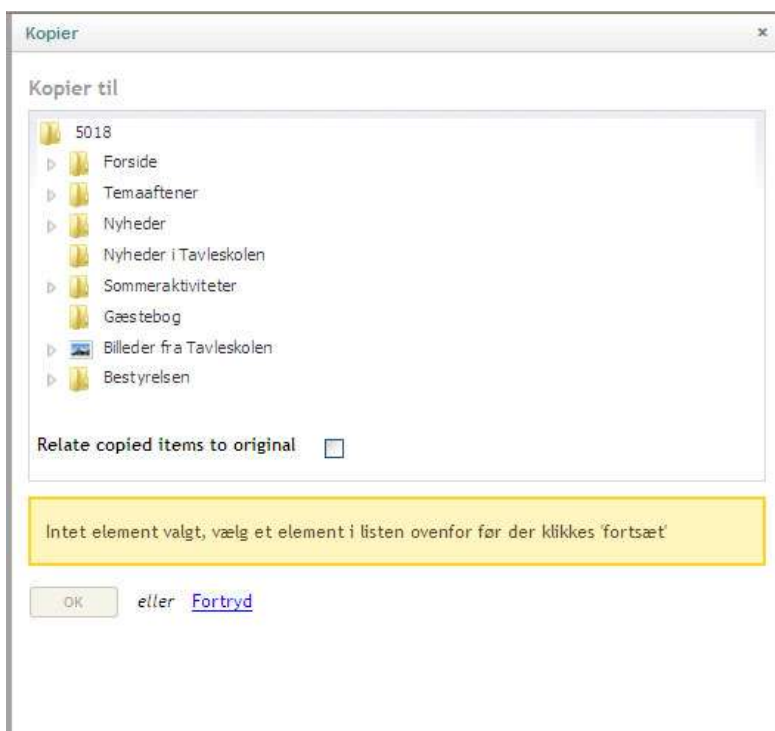 Kopier
Kopier til
5018
Forside
Temaaftener
Nyheder
Nyheder i Tavleskolen
Sommeraktiviteter
Gæstebog
Billeder fra Tavleskolen
Bestyrelsen
Relate copied items to original
Intet element valgt, vælg et element i listen ovenfor før der klikkes 'fortsæt'
OK eller Fortryd